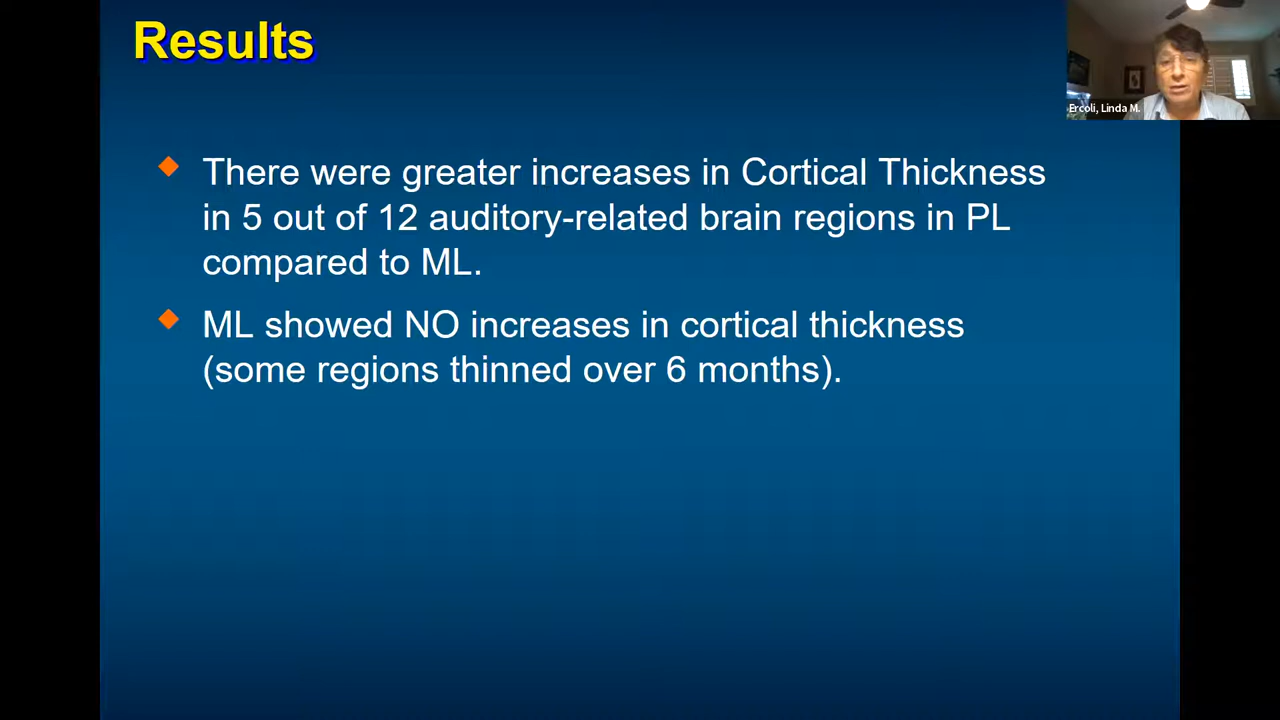 Results
Ercoli, Linda M.
There were greater increases in Cortical Thickness
in 5 out of 12 auditory-related brain regions in PL
compared to ML.
ML showed NO increases in cortical thickness
(some regions thinned over 6 months).